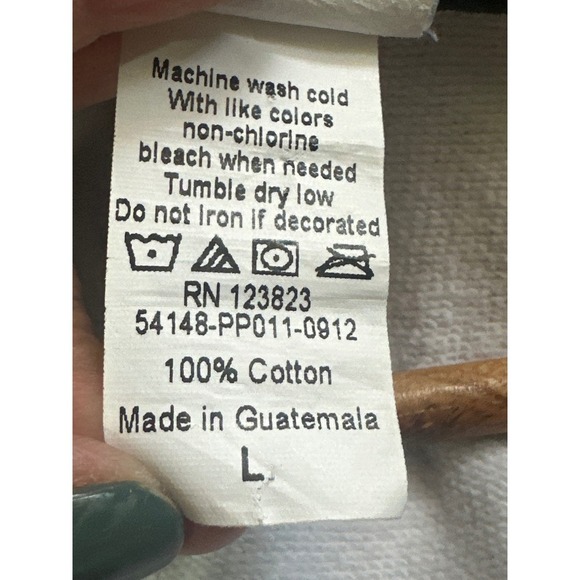 Machine wash cold
With like colors
non-chlorine
bleach when needed
Tumble dry low
Do not Iron if decorated
RN 123823
54148-PP011-0912
100% Cotton
Made in Guatemala
L